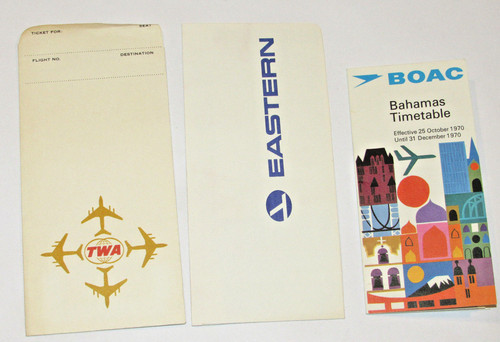 TICKET FOR:
SEAT
FLIGHT NO.
DESTINATION
TWA
EASTERN
BOAC
Bahamas
Timetable
Effective 25 October 1970
Until 31 December 1970